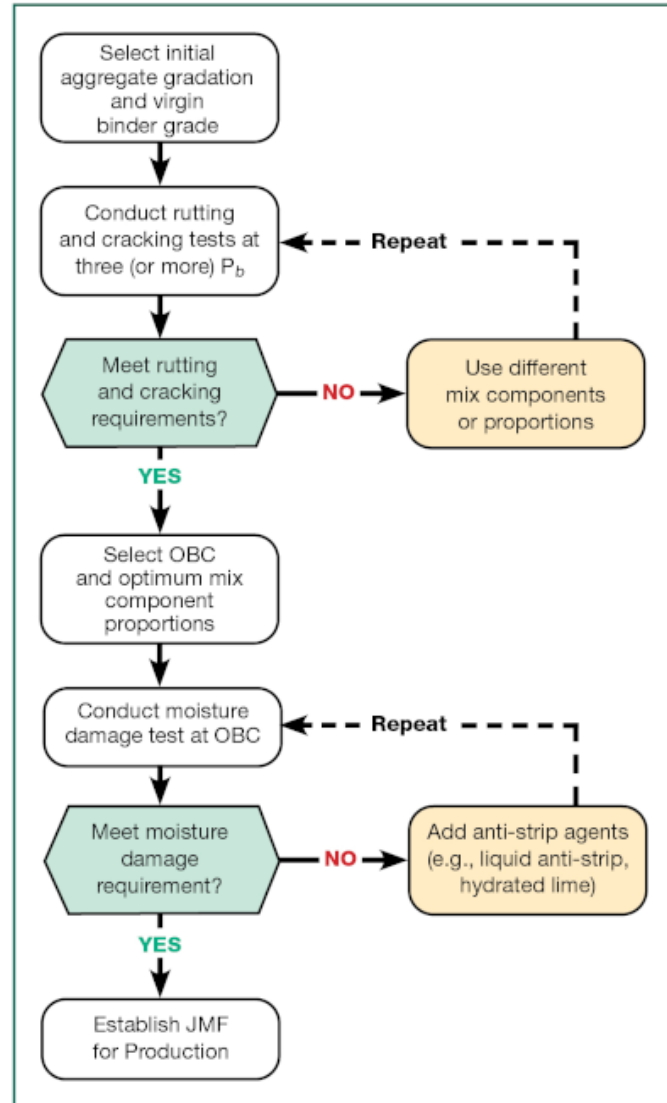 Select initial
aggregate gradation
and virgin
binder grade
Conduct rutting
and cracking tests at
three (or more) Pb
Repeat
Meet rutting
and cracking
requirements?
NO
Use different
mix components
or proportions
YES
Select OBC
and optimum mix
component
proportions
Conduct moisture
damage test at OBC
Repeat
Meet moisture
damage
requirement?
NO
Add anti-strip agents
(e.g., liquid anti-strip,
hydrated lime)
YES
Establish JMF
for Production